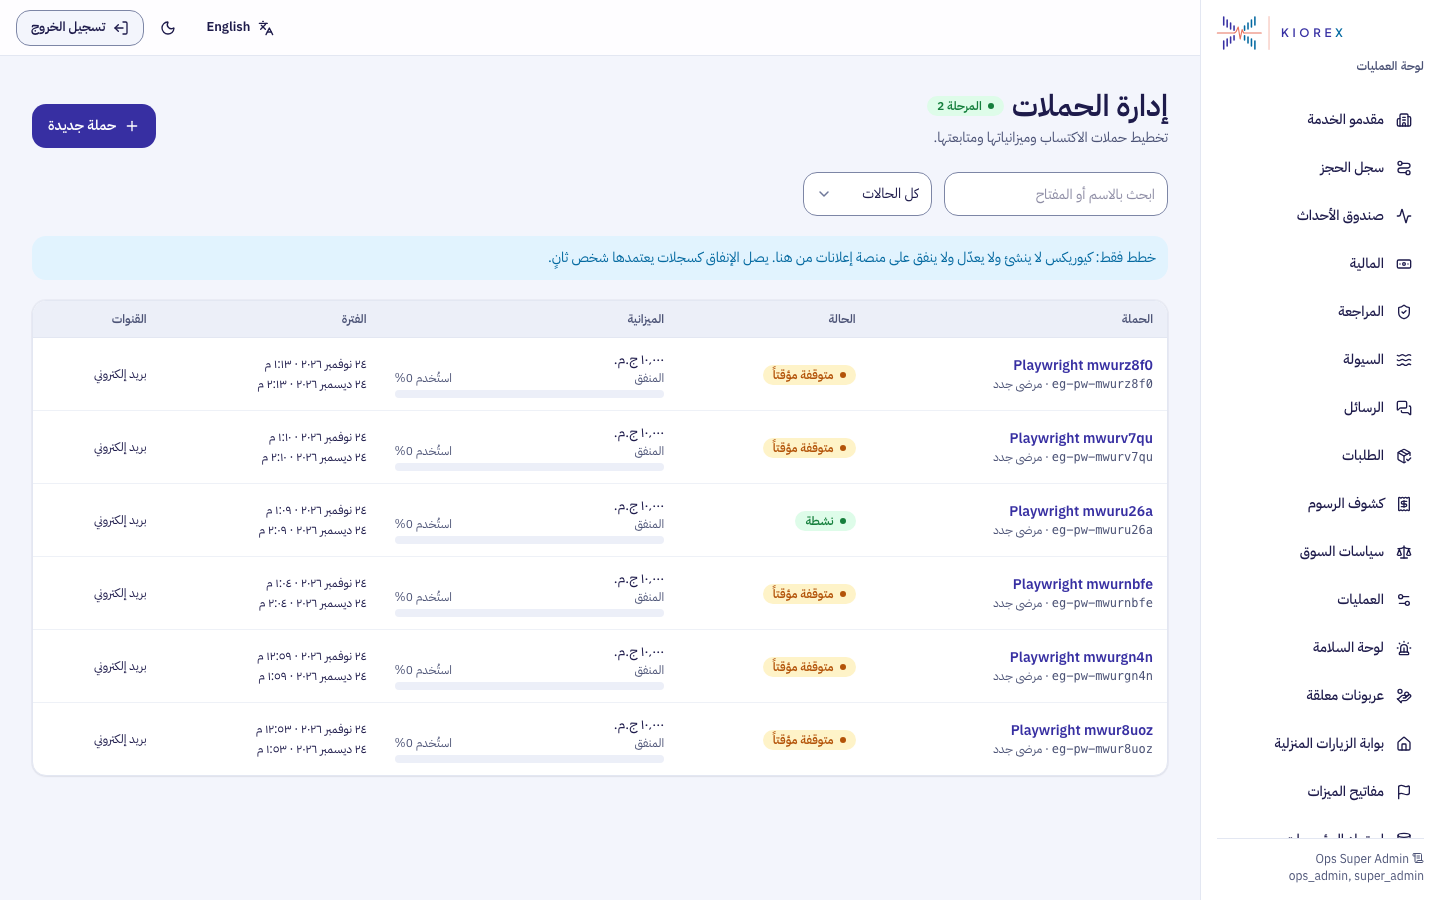 KIOREX
لوحة العمليات
مقدمو الخدمة
سجل الحجز
صندوق الأحداث
المالية
المراجعة
السيولة
الرسائل
الطلبات
كشوف الرسوم
سياسات السوق
العمليات
لوحة السلامة
عربونات معلقة
بوابة الزيارات المنزلية
مفاتيح الميزات
Ops Super Admin
ops_admin, super_admin
English
تسجيل الخروج
إدارة الحملات
المرحلة 2
تخطيط حملات الاكتساب وميزانياتها ومتابعتها.
حملة جديدة
ابحث بالاسم أو المفتاح
كل الحالات
خطط فقط: كيوريكس لا ينشئ ولا يعدّل ولا ينفق على منصة إعلانات من هنا. يصل الإنفاق كسجلات يعتمدها شخص ثانٍ.
الحملة الحالة الميزانية الفترة القنوات
Playwright mwurz8f0
eg-pw-mwurz8f0 · مرضى جدد
متوقفة مؤقتاً
١٠٬٠٠٠ ج.م.
المنفق استُخدم 0%
٢٤ نوفمبر ٢٠٢٦ · ١:١٣ م
٢٤ ديسمبر ٢٠٢٦ · ٢:١٣ م
بريد إلكتروني
Playwright mwurv7qu
eg-pw-mwurv7qu · مرضى جدد
متوقفة مؤقتاً
١٠٬٠٠٠ ج.م.
المنفق استُخدم 0%
٢٤ نوفمبر ٢٠٢٦ · ١:١٠ م
٢٤ ديسمبر ٢٠٢٦ · ٢:١٠ م
بريد إلكتروني
Playwright mwuru26a
eg-pw-mwuru26a · مرضى جدد
نشطة
١٠٬٠٠٠ ج.م.
المنفق استُخدم 0%
٢٤ نوفمبر ٢٠٢٦ · ١:٠٩ م
٢٤ ديسمبر ٢٠٢٦ · ٢:٠٩ م
بريد إلكتروني
Playwright mwurnbfe
eg-pw-mwurnbfe · مرضى جدد
متوقفة مؤقتاً
١٠٬٠٠٠ ج.م.
المنفق استُخدم 0%
٢٤ نوفمبر ٢٠٢٦ · ١:٠٤ م
٢٤ ديسمبر ٢٠٢٦ · ٢:٠٤ م
بريد إلكتروني
Playwright mwurgn4n
eg-pw-mwurgn4n · مرضى جدد
متوقفة مؤقتاً
١٠٬٠٠٠ ج.م.
المنفق استُخدم 0%
٢٤ نوفمبر ٢٠٢٦ · ١٢:٥٩ م
٢٤ ديسمبر ٢٠٢٦ · ١:٥٩ م
بريد إلكتروني
Playwright mwur8uoz
eg-pw-mwur8uoz · مرضى جدد
متوقفة مؤقتاً
١٠٬٠٠٠ ج.م.
المنفق استُخدم 0%
٢٤ نوفمبر ٢٠٢٦ · ١٢:٥٣ م
٢٤ ديسمبر ٢٠٢٦ · ١:٥٣ م
بريد إلكتروني